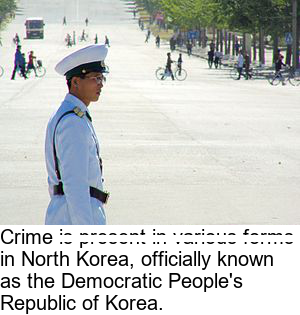 Crime is present in various forms
in North Korea, officially known
as the Democratic People's
Republic of Korea.